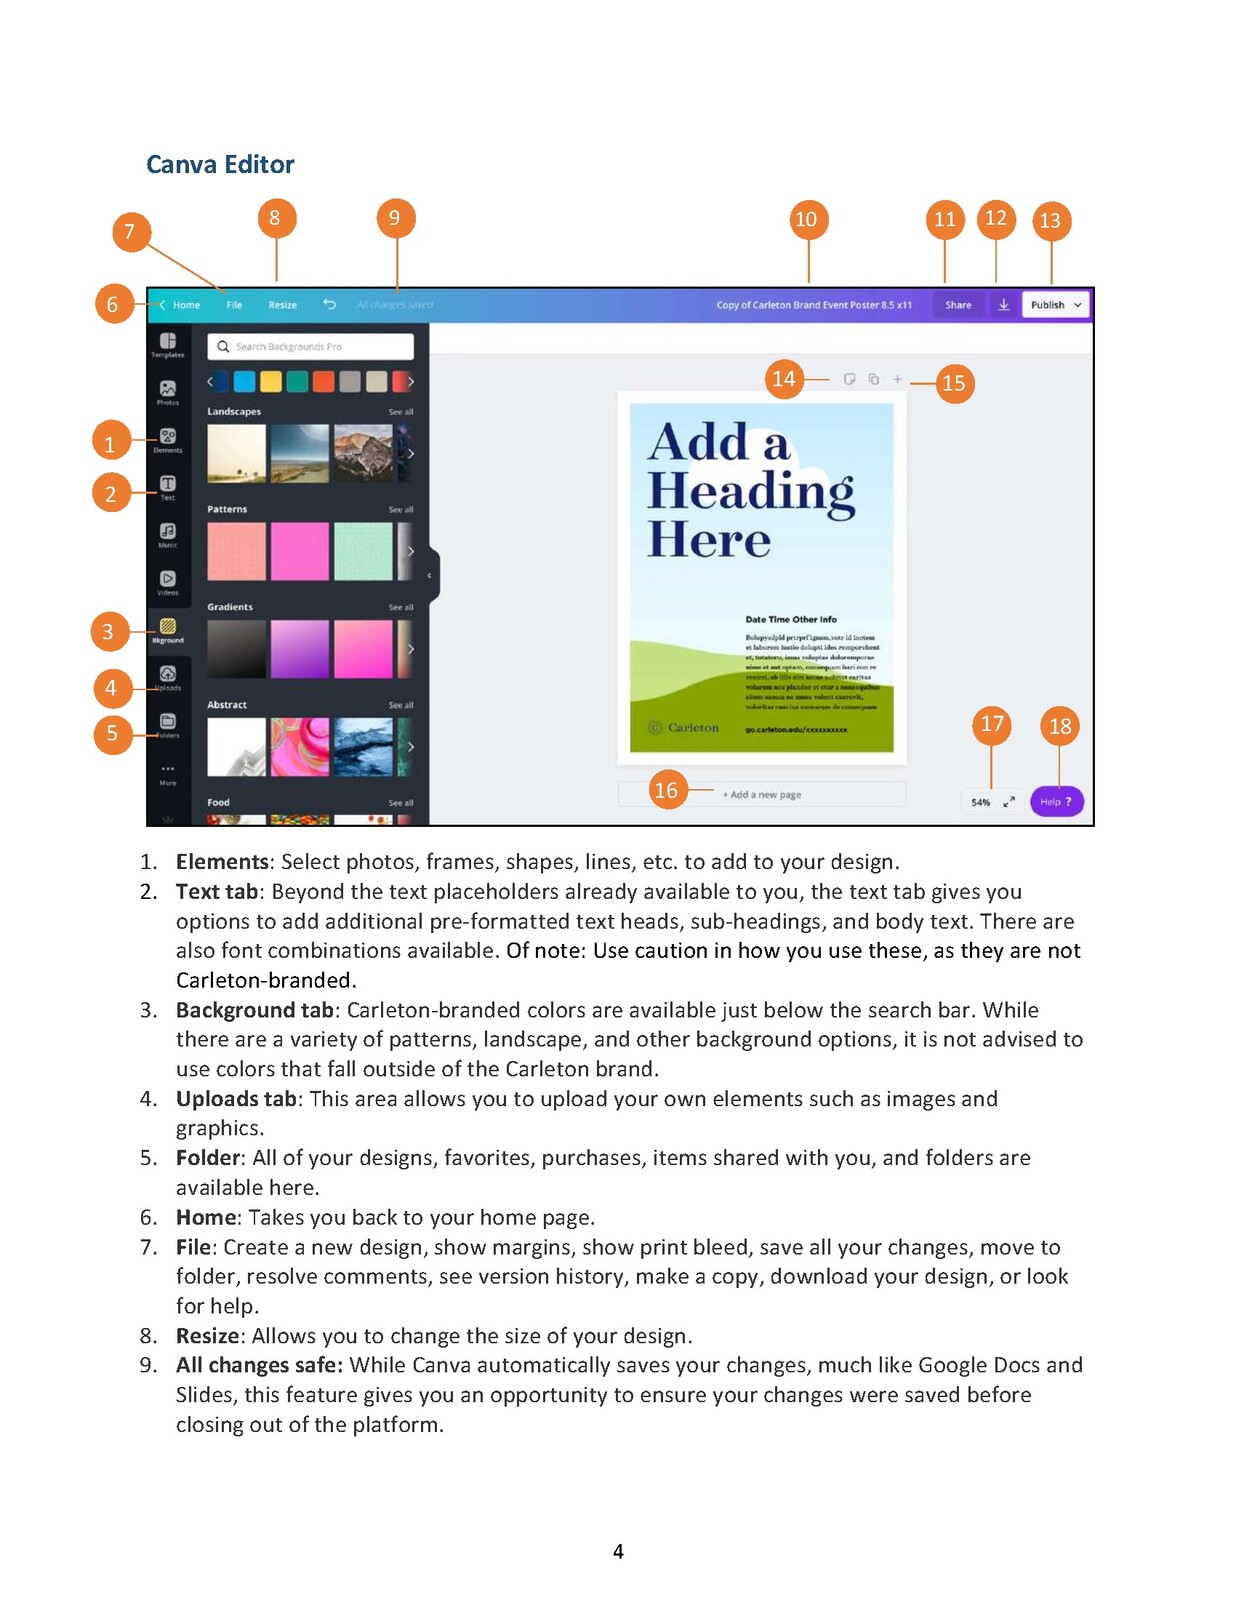 Canva Editor
7
8
9
10
11
12
13
6
Home
File
Resize
All changes saved
Copy of Carleton Brand Event Poster 8.5 x11
Share
Publish
Templates
Search Backgrounds Pro
14
15
Photos
Landscapes
See all
1
Elements
Add a
Heading
Here
2
Text
Patterns
See all
Music
Videos
Gradients
See all
3
Bkground
Date Time Other Info
4
Uploads
Abstract
See all
5
Folders
Carleton
go.carleton.edu/xxxxxxxxxx
17
18
More
16
+ Add a new page
54%
Help ?
Food
See all
1. Elements: Select photos, frames, shapes, lines, etc. to add to your design.
2. Text tab: Beyond the text placeholders already available to you, the text tab gives you
options to add additional pre-formatted text heads, sub-headings, and body text. There are
also font combinations available. Of note: Use caution in how you use these, as they are not
Carleton-branded.
3. Background tab: Carleton-branded colors are available just below the search bar. While
there are a variety of patterns, landscape, and other background options, it is not advised to
use colors that fall outside of the Carleton brand.
4. Uploads tab: This area allows you to upload your own elements such as images and
graphics.
5. Folder: All of your designs, favorites, purchases, items shared with you, and folders are
available here.
6. Home: Takes you back to your home page.
7. File: Create a new design, show margins, show print bleed, save all your changes, move to
folder, resolve comments, see version history, make a copy, download your design, or look
for help.
8. Resize: Allows you to change the size of your design.
9. All changes safe: While Canva automatically saves your changes, much like Google Docs and
Slides, this feature gives you an opportunity to ensure your changes were saved before
closing out of the platform.
4